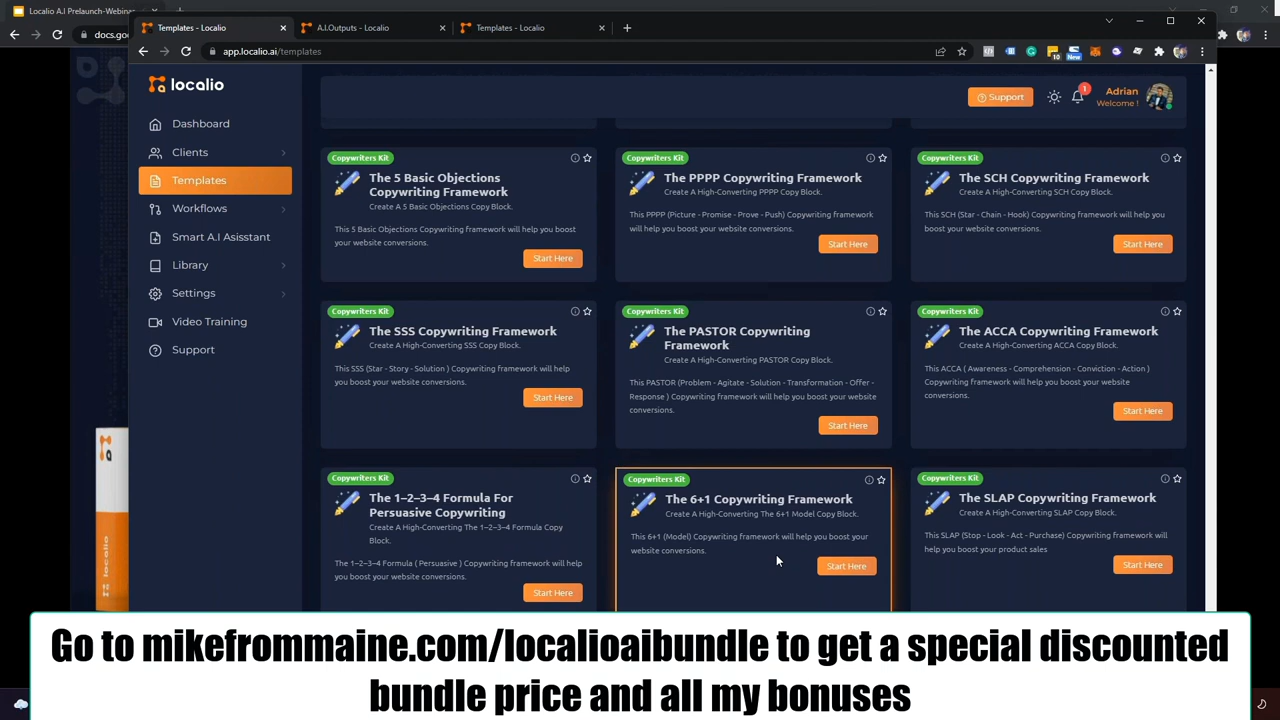 Localio A.I Prelaunch-Webin
Templates - Localio
A.I.Outputs - Localio
Templates - Localio
docs.goo
app.localio.ai/templates
10
New
localio
Support
1
Adrian
Welcome !
Dashboard
Clients
Templates
Workflows
Smart A.I Asisstant
Library
Settings
Video Training
Support
Copywriters Kit
The 5 Basic Objections
Copywriting Framework
Create A 5 Basic Objections Copy Block.
This 5 Basic Objections Copywriting framework will help you boost
your website conversions.
Start Here
Copywriters Kit
The PPPP Copywriting Framework
Create A High-Converting PPPP Copy Block.
This PPPP (Picture - Promise - Prove - Push) Copywriting framework
will help you boost your website conversions.
Start Here
Copywriters Kit
The SCH Copywriting Framework
Create A High-Converting SCH Copy Block.
This SCH (Star - Chain - Hook) Copywriting framework will help you
boost your website conversions.
Start Here
Copywriters Kit
The SSS Copywriting Framework
Create A High-Converting SSS Copy Block.
This SSS (Star - Story - Solution ) Copywriting framework will help
you boost your website conversions.
Start Here
Copywriters Kit
The PASTOR Copywriting
Framework
Create A High-Converting PASTOR Copy Block.
This PASTOR (Problem - Agitate - Solution - Transformation - Offer -
Response ) Copywriting framework will help you boost your website
conversions.
Start Here
Copywriters Kit
The ACCA Copywriting Framework
Create A High-Converting ACCA Copy Block.
This ACCA ( Awareness - Comprehension - Conviction - Action )
Copywriting framework will help you boost your website
conversions.
Start Here
Copywriters Kit
The 1–2–3–4 Formula For
Persuasive Copywriting
Create A High-Converting The 1–2–3–4 Formula Copy
Block.
The 1–2–3–4 Formula ( Persuasive ) Copywriting framework will help
you boost your website conversions.
Start Here
Copywriters Kit
The 6+1 Copywriting Framework
Create A High-Converting The 6+1 Model Copy Block.
This 6+1 (Model) Copywriting framework will help you boost your
website conversions.
Start Here
Copywriters Kit
The SLAP Copywriting Framework
Create A High-Converting SLAP Copy Block.
This SLAP (Stop - Look - Act - Purchase) Copywriting framework will
help you boost your product sales
Start Here
localio
Go to mikefrommaine.com/localioaibundle to get a special discounted
bundle price and all my bonuses